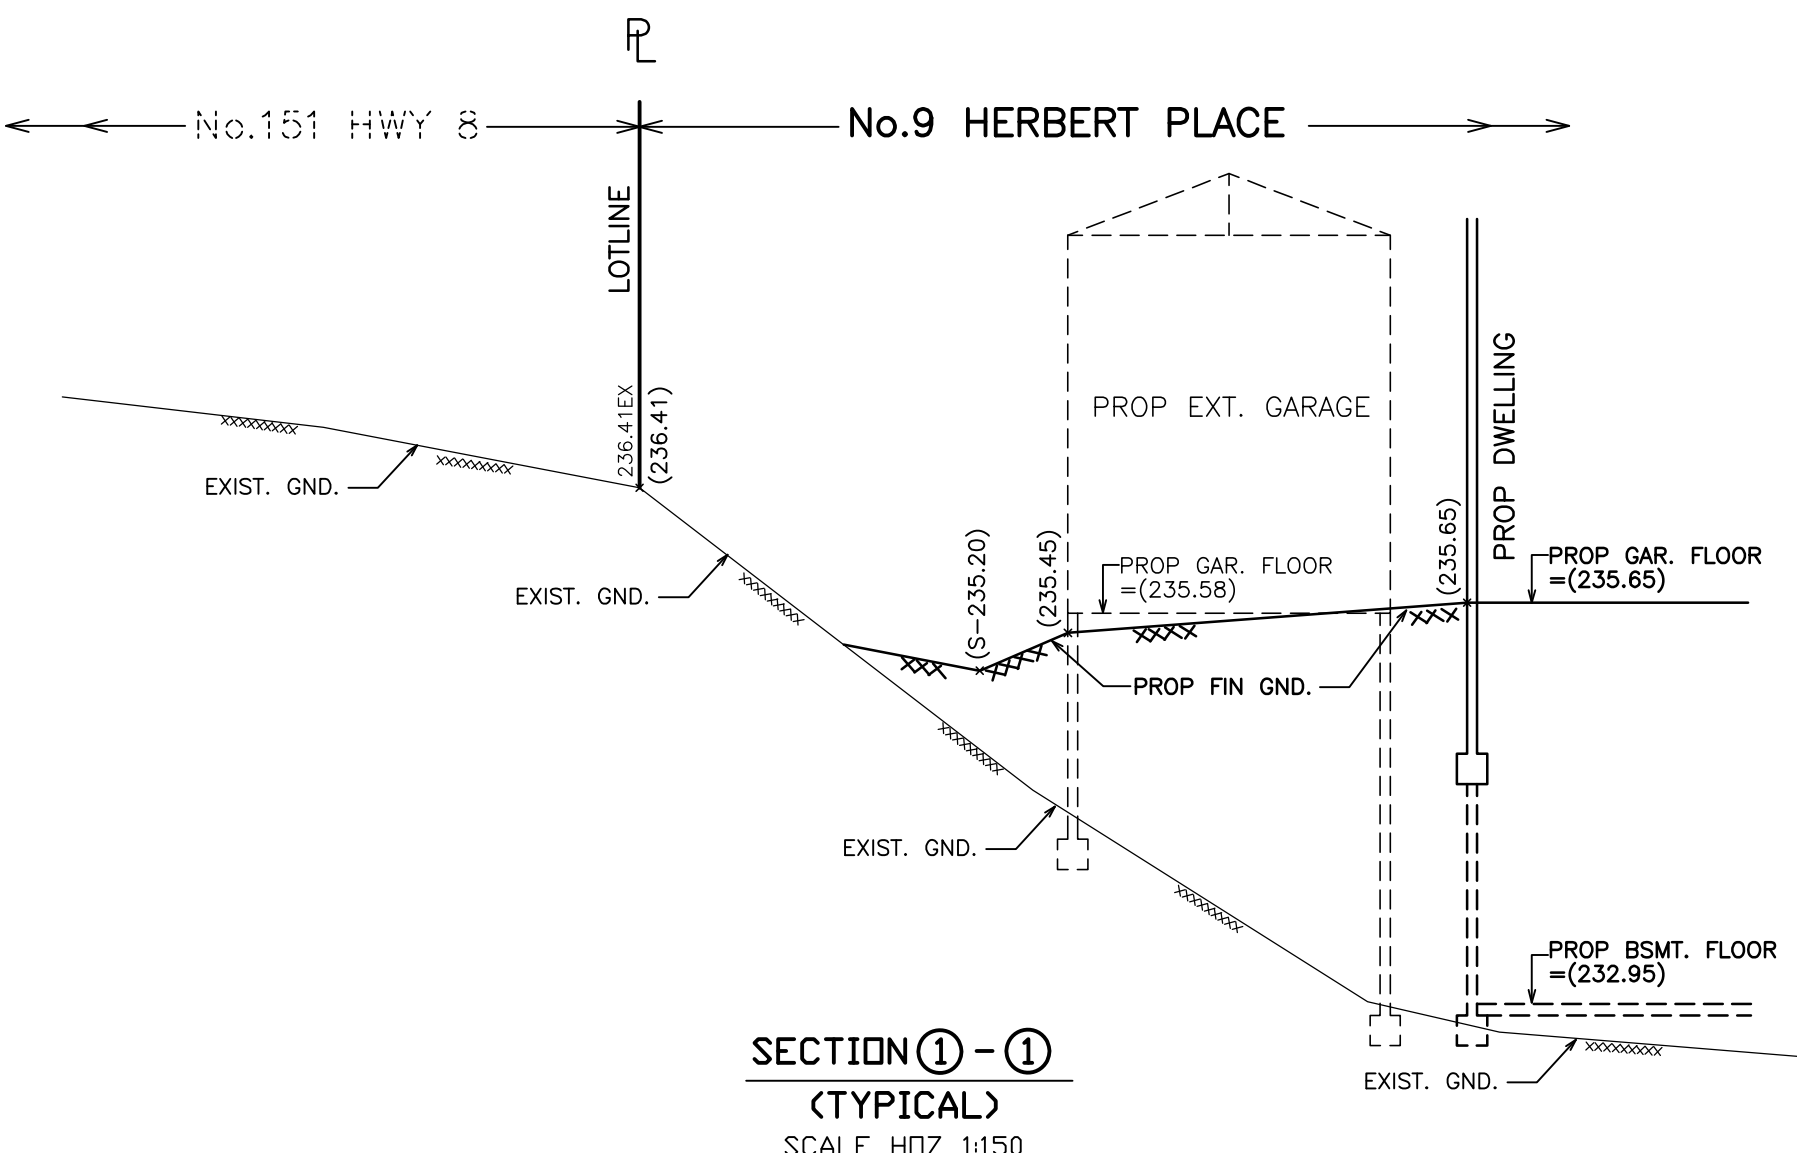 PL
No.151 HWY 8
No.9 HERBERT PLACE
LOTLINE
236.41EX
(236.41)
PROP EXT. GARAGE
PROP DWELLING
EXIST. GND.
EXIST. GND.
(S-235.20)
(235.45)
PROP GAR. FLOOR
=(235.58)
(235.65)
PROP GAR. FLOOR
=(235.65)
PROP FIN GND.
EXIST. GND.
PROP BSMT. FLOOR
=(232.95)
EXIST. GND.
SECTION 1 - 1
(TYPICAL)
SCALE HOZ 1:150